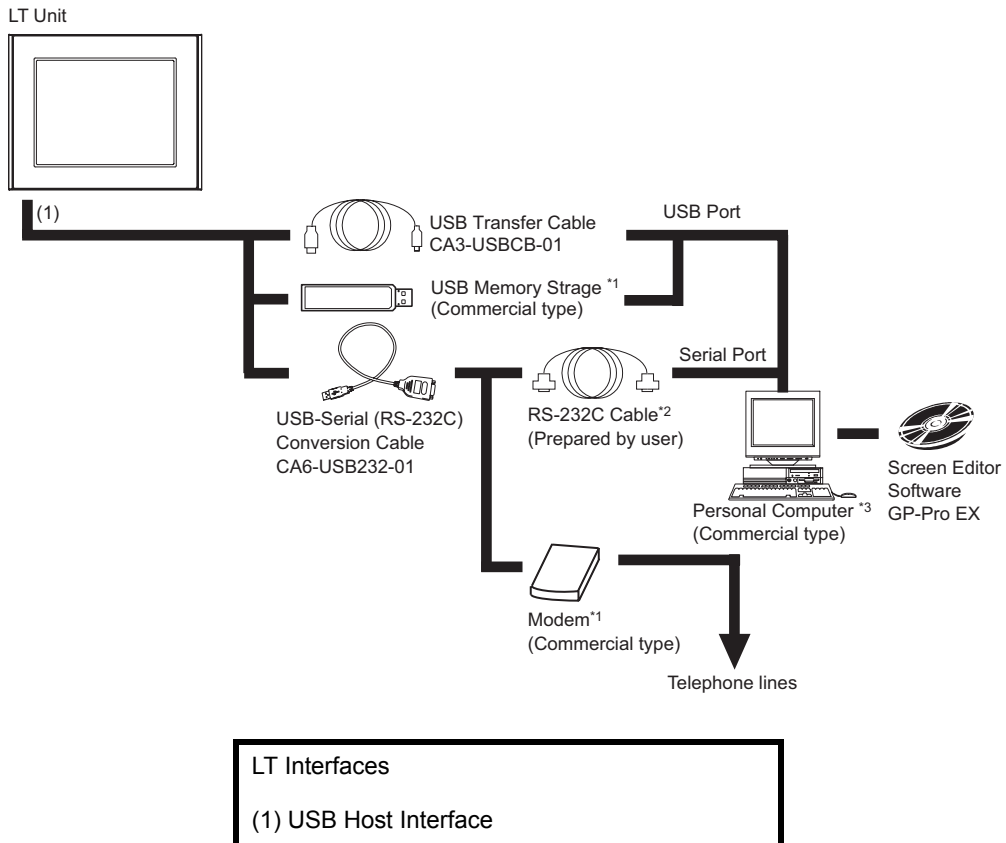 LT Unit
(1)
USB Transfer Cable
CA3-USBCB-01
USB Port
USB Memory Strage *1
(Commercial type)
Serial Port
USB-Serial (RS-232C)
Conversion Cable
CA6-USB232-01
RS-232C Cable*2
(Prepared by user)
Personal Computer *3
(Commercial type)
Screen Editor
Software
GP-Pro EX
Modem*1
(Commercial type)
Telephone lines
LT Interfaces
(1) USB Host Interface